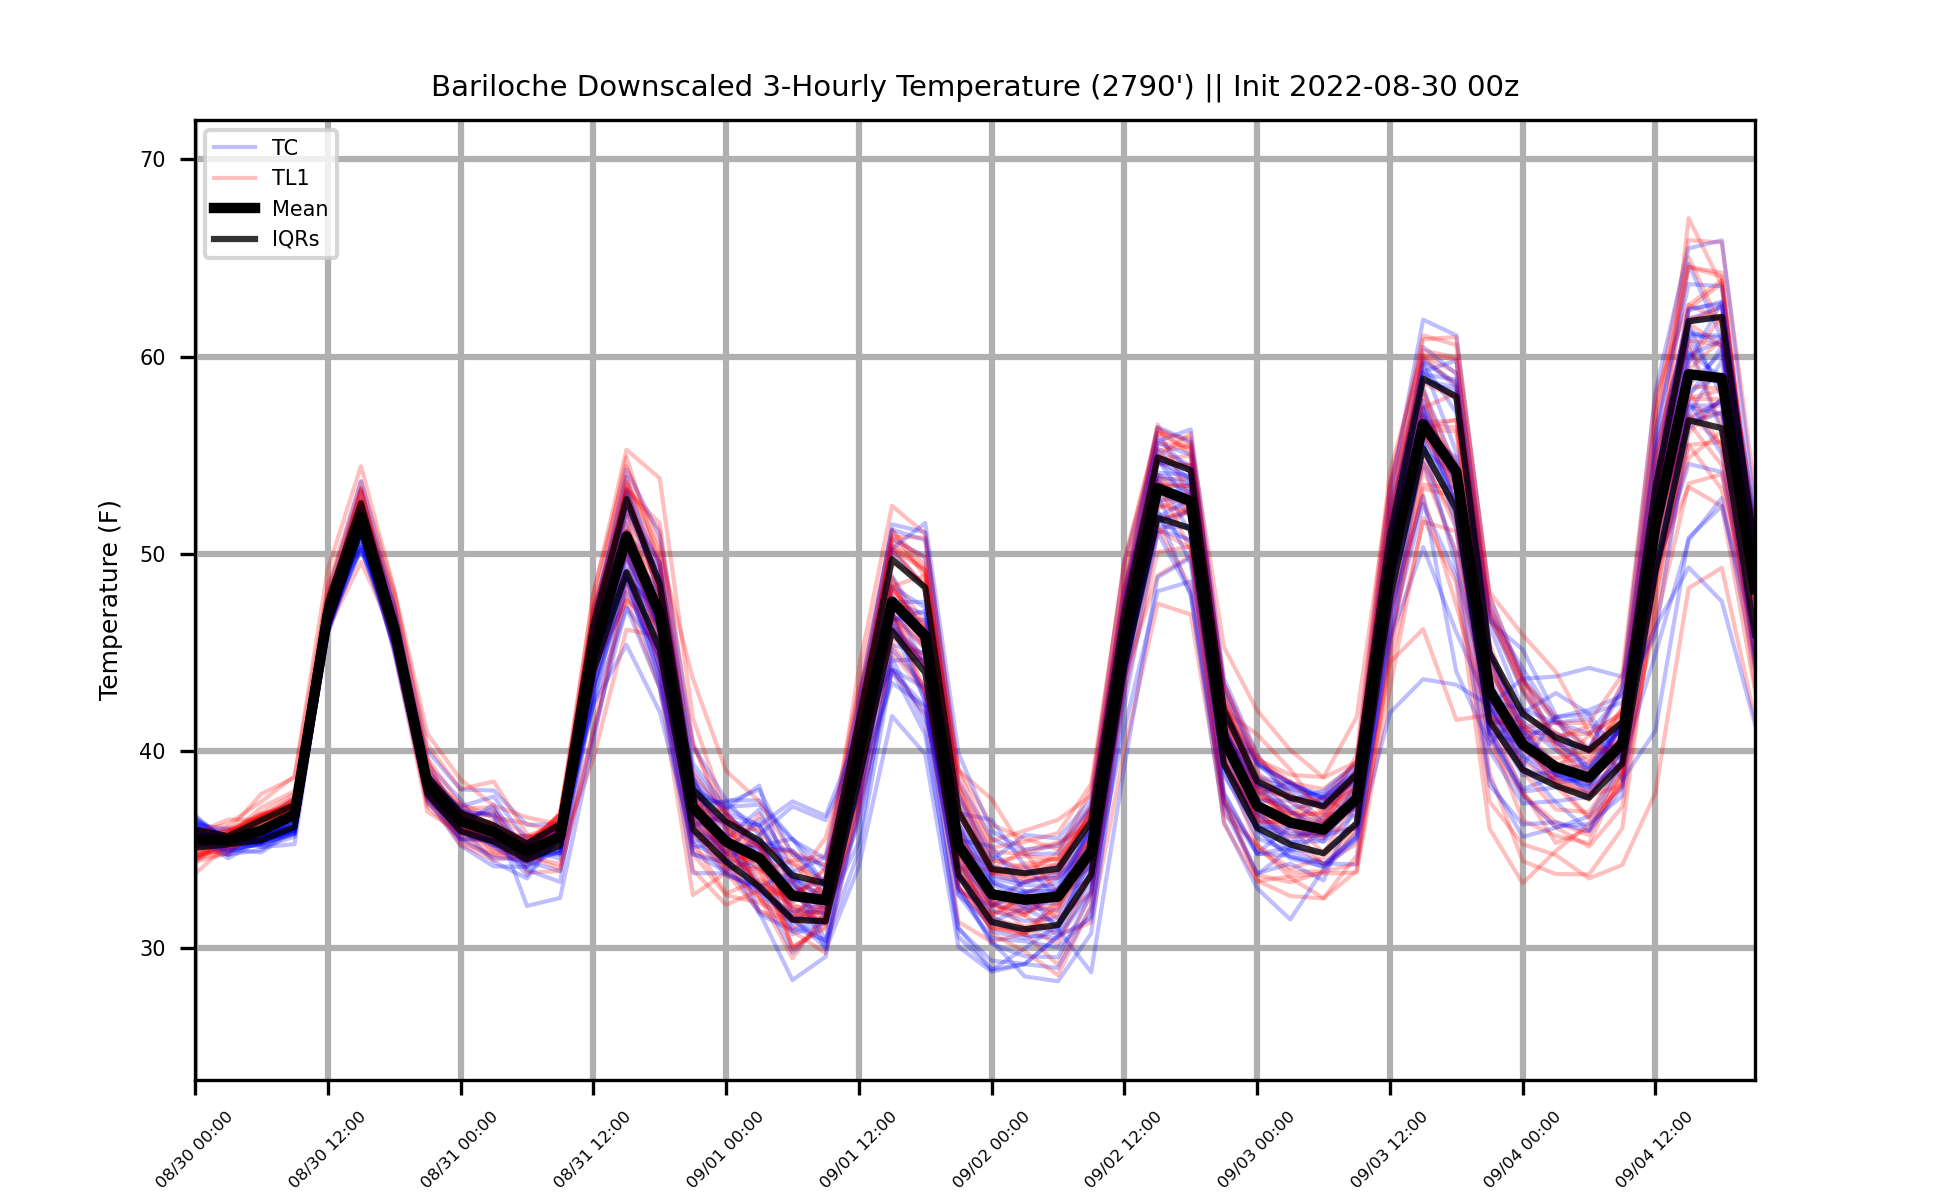 Bariloche Downscaled 3-Hourly Temperature (2790') || Init 2022-08-30 00z
TC
TL1
Mean
IQRs
Temperature (F)
70
60
50
40
30
08/30 00:00
08/30 12:00
08/31 00:00
08/31 12:00
09/01 00:00
09/01 12:00
09/02 00:00
09/02 12:00
09/03 00:00
09/03 12:00
09/04 00:00
09/04 12:00